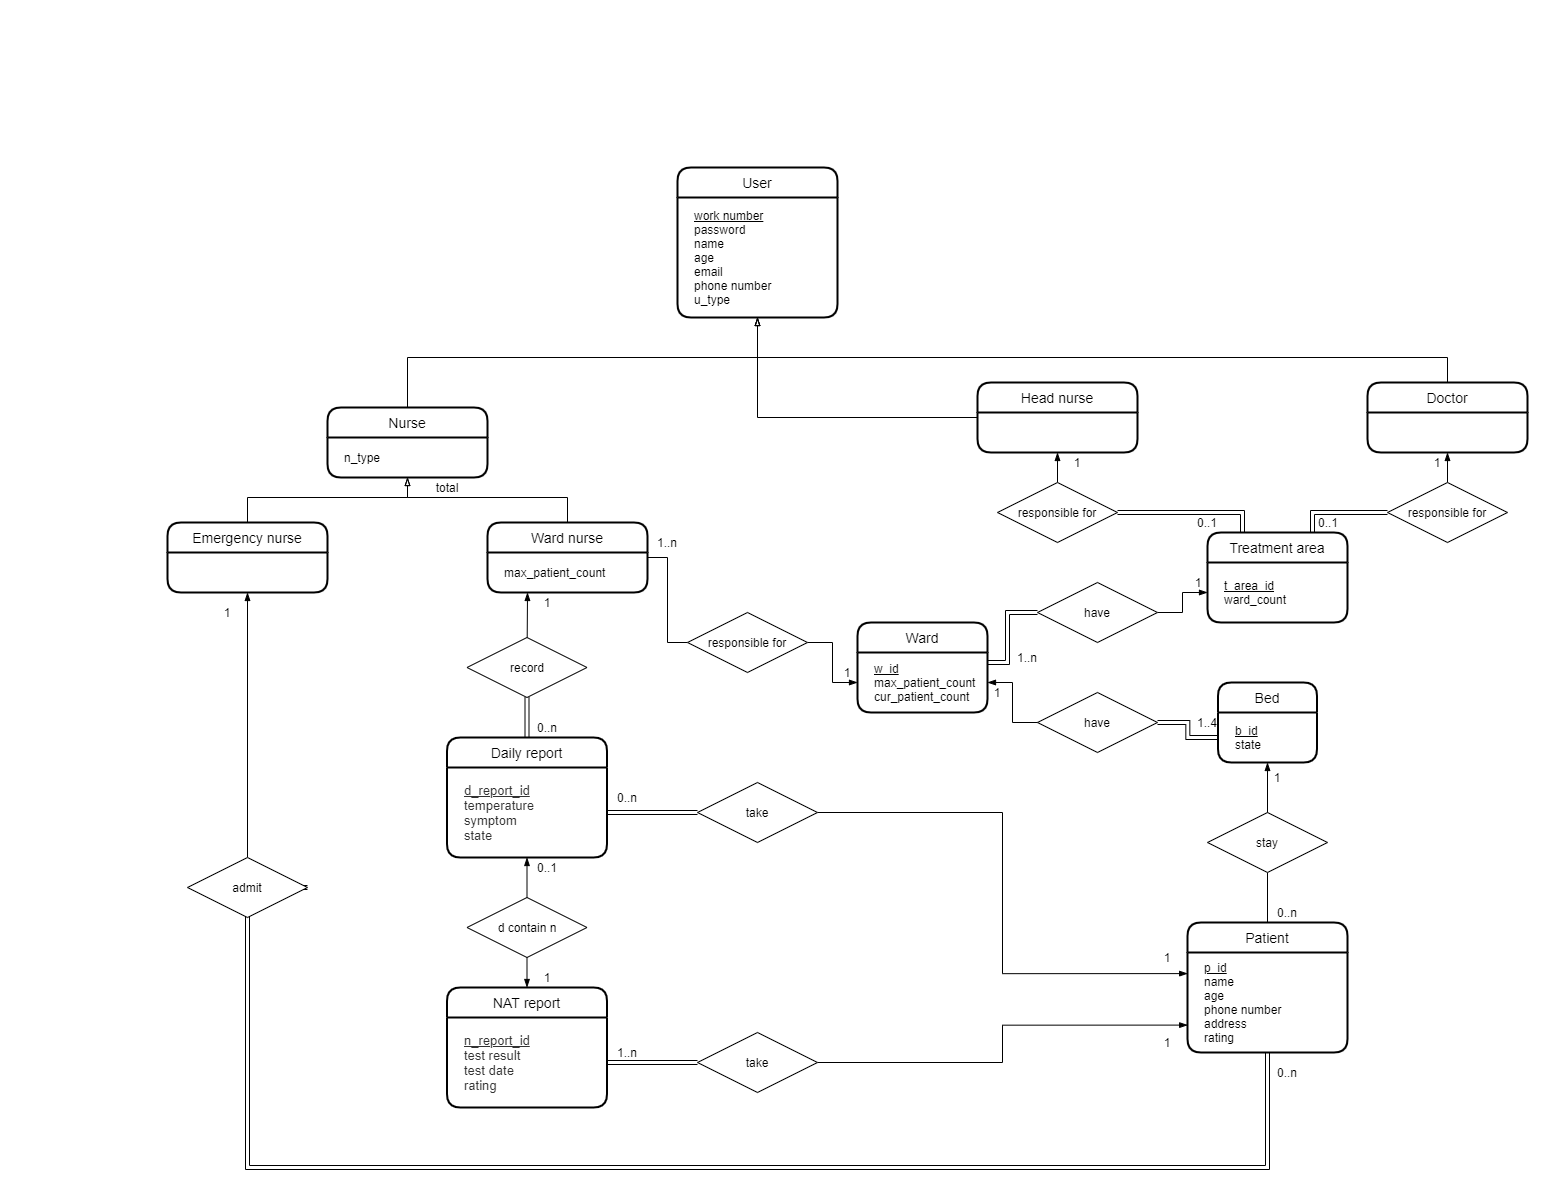 User
work number
password
name
age
email
phone number
u_type
Head nurse
Doctor
Nurse
n_type
total
1
1
responsible for
0..1
0..1
responsible for
Emergency nurse
Ward nurse
max_patient_count
1..n
Treatment area
t_area_id
ward_count
1
1
1
have
responsible for
Ward
w_id
max_patient_count
cur_patient_count
1
1..n
1
record
0..n
have
1..4
Bed
b_id
state
1
Daily report
d_report_id
temperature
symptom
state
0..n
take
stay
0..1
admit
0..n
d contain n
1
Patient
p_id
name
age
phone number
address
rating
1
1
NAT report
n_report_id
test result
test date
rating
1..n
take
0..n